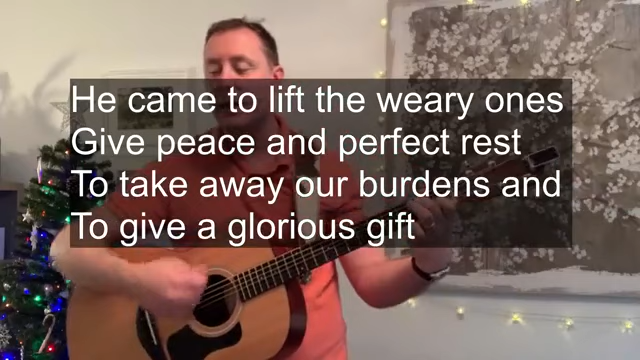 He came to lift the weary ones
Give peace and perfect rest
To take away our burdens and
To give a glorious gift